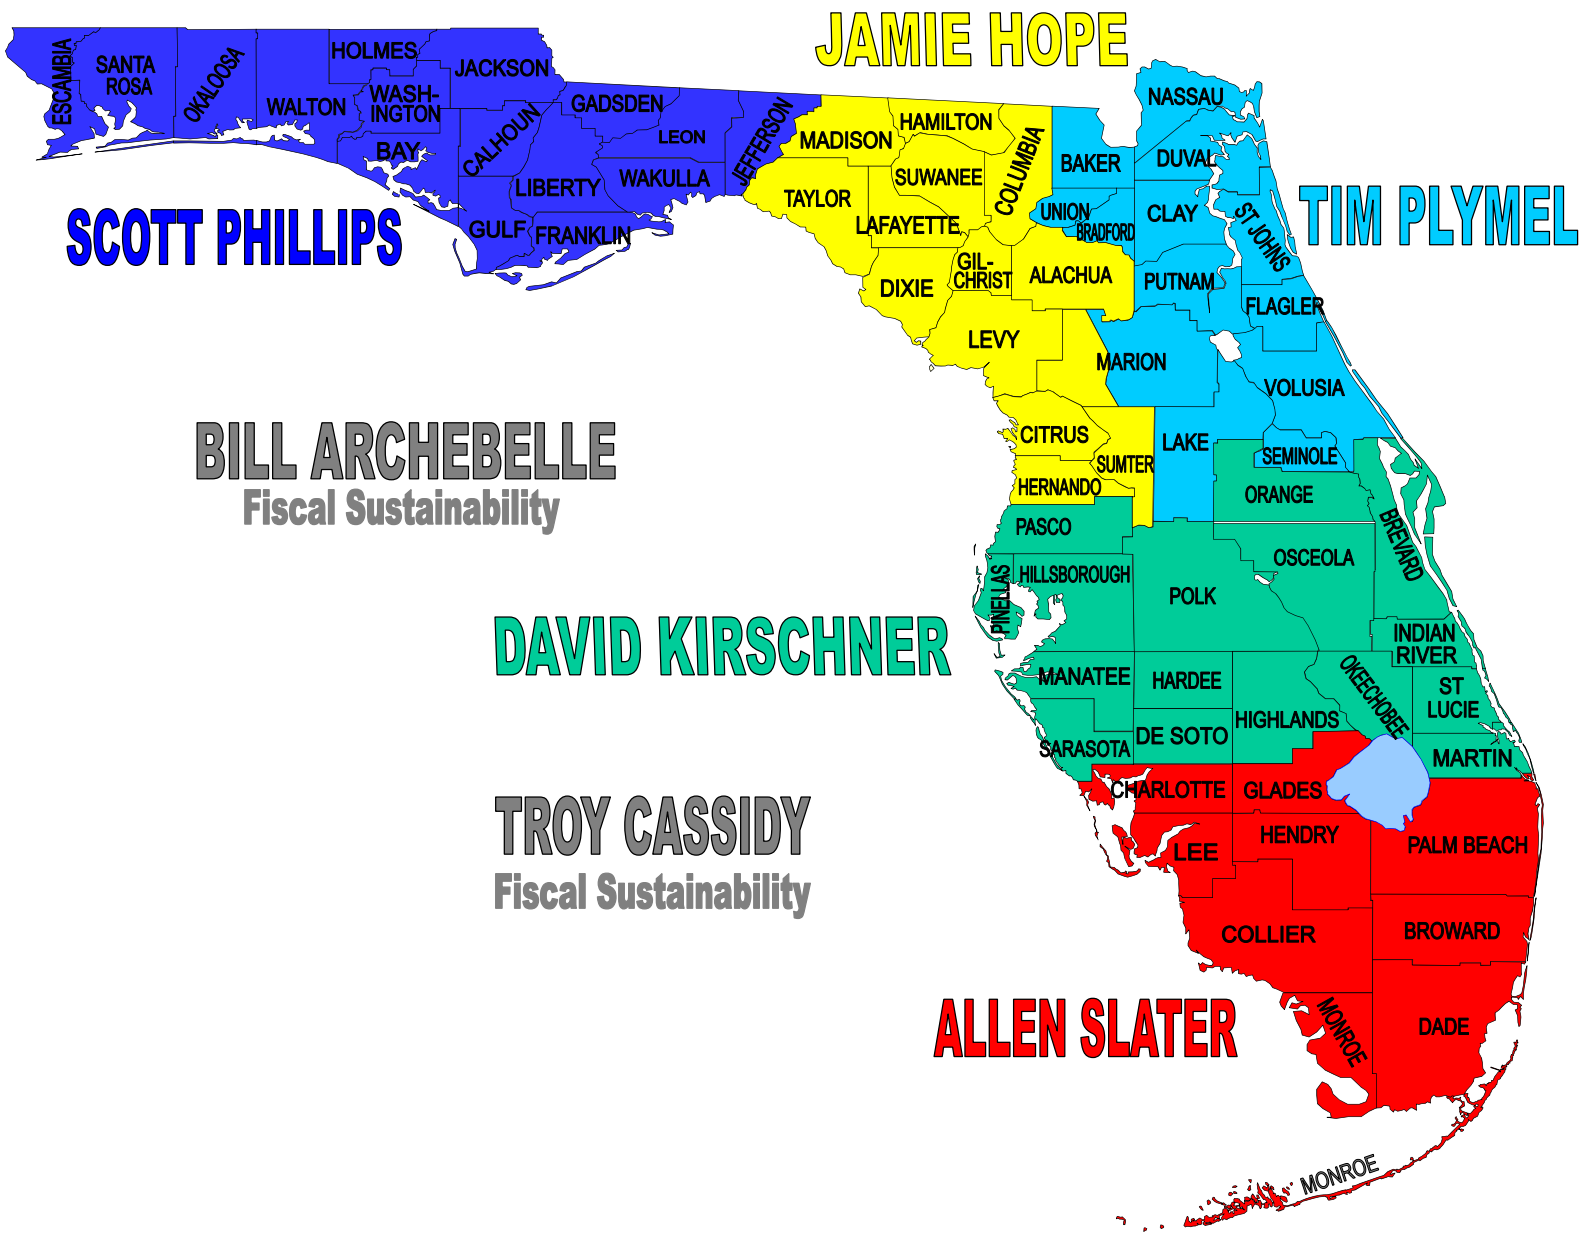 JAMIE HOPE
ESCAMBIA
SANTA
ROSA
OKALOOSA
WALTON
HOLMES
WASH-
INGTON
JACKSON
BAY
CALHOUN
GADSDEN
LEON
JEFFERSON
LIBERTY
WAKULLA
GULF
FRANKLIN
SCOTT PHILLIPS
MADISON
HAMILTON
TAYLOR
SUWANEE
COLUMBIA
LAFAYETTE
DIXIE
GIL-
CHRIST
ALACHUA
LEVY
NASSAU
BAKER
DUVAL
UNION
BRADFORD
CLAY
ST JOHNS
TIM PLYMEL
PUTNAM
FLAGLER
MARION
VOLUSIA
CITRUS
SUMTER
LAKE
SEMINOLE
HERNANDO
ORANGE
BILL ARCHEBELLE
Fiscal Sustainability
PASCO
BREVARD
PINELLAS
HILLSBOROUGH
POLK
OSCEOLA
DAVID KIRSCHNER
INDIAN
RIVER
MANATEE
HARDEE
OKEECHOBEE
ST
LUCIE
HIGHLANDS
SARASOTA
DE SOTO
MARTIN
CHARLOTTE
GLADES
TROY CASSIDY
Fiscal Sustainability
LEE
HENDRY
PALM BEACH
COLLIER
BROWARD
ALLEN SLATER
MONROE
DADE
MONROE